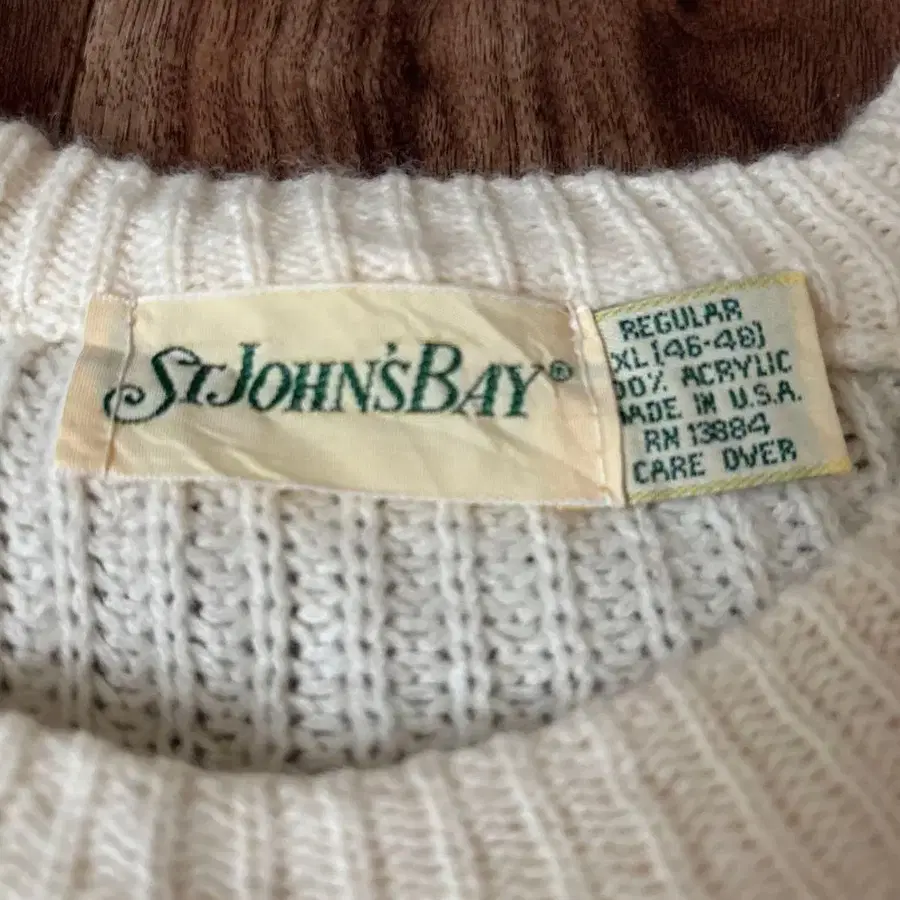 ST. JOHN'S BAY®
REGULAR
XL (46-48)
00% ACRYLIC
MADE IN U.S.A.
RN 13884
CARE OVER